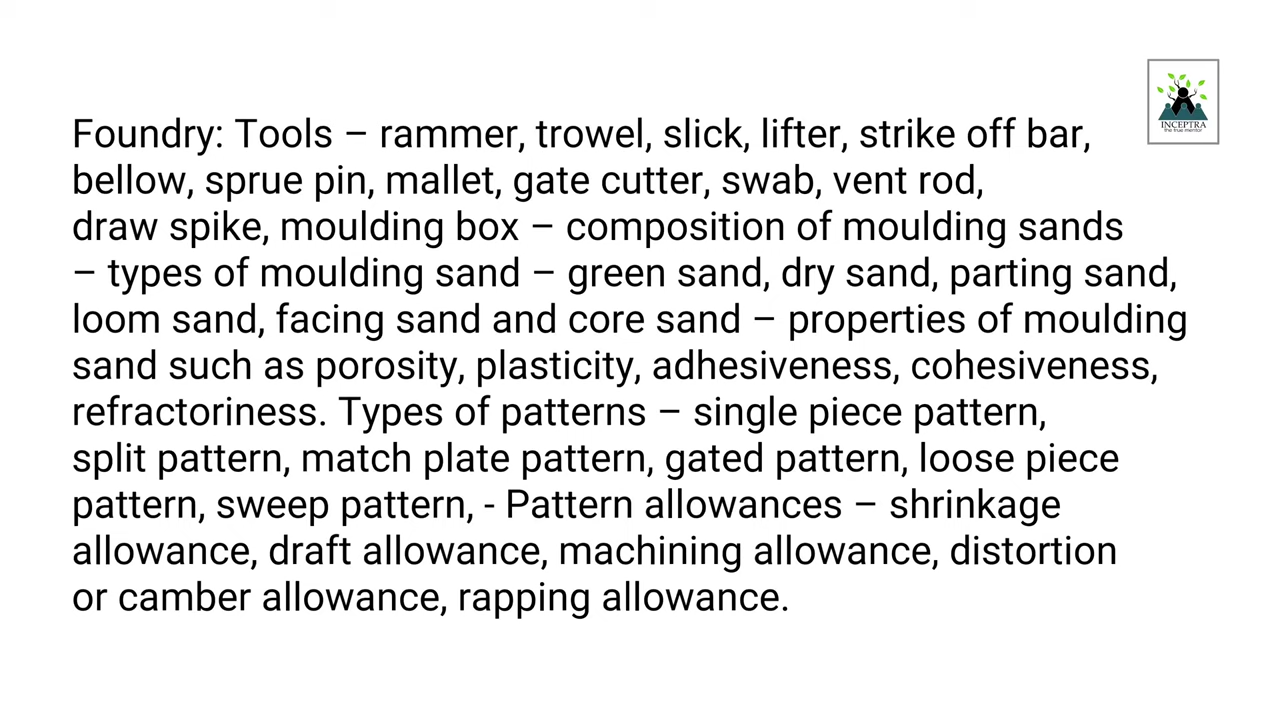 Foundry: Tools – rammer, trowel, slick, lifter, strike off bar,
bellow, sprue pin, mallet, gate cutter, swab, vent rod,
draw spike, moulding box – composition of moulding sands
– types of moulding sand – green sand, dry sand, parting sand,
loom sand, facing sand and core sand – properties of moulding
sand such as porosity, plasticity, adhesiveness, cohesiveness,
refractoriness. Types of patterns – single piece pattern,
split pattern, match plate pattern, gated pattern, loose piece
pattern, sweep pattern, - Pattern allowances – shrinkage
allowance, draft allowance, machining allowance, distortion
or camber allowance, rapping allowance.
INCEPTRA
the true mentor